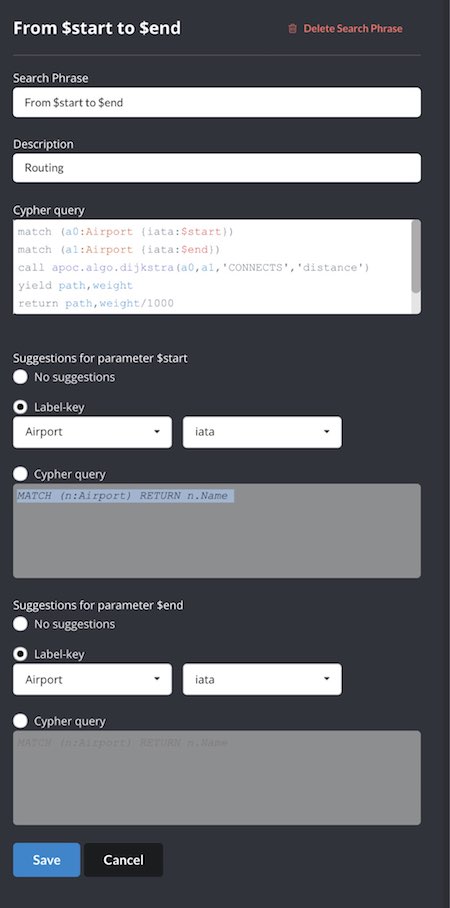 From $start to $end
Delete Search Phrase
Search Phrase
From $start to $end
Description
Routing
Cypher query
match (a0:Airport {iata:$start})
match (a1:Airport {iata:$end})
call apoc.algo.dijkstra(a0,a1,'CONNECTS','distance')
yield path,weight
return path,weight/1000
Suggestions for parameter $start
No suggestions
Label-key
Airport
iata
Cypher query
MATCH (n:Airport) RETURN n.Name
Suggestions for parameter $end
No suggestions
Label-key
Airport
iata
Cypher query
MATCH (n:Airport) RETURN n.Name
Save
Cancel